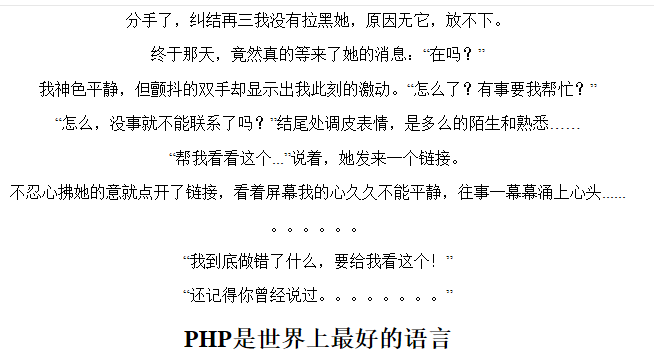 分手了，纠结再三我没有拉黑她，原因无它，放不下。
终于那天，竟然真的等来了她的消息：“在吗？”
我神色平静，但颤抖的双手却显示出我此刻的激动。“怎么了？有事要我帮忙？”
“怎么，没事就不能联系了吗？”结尾处调皮表情，是多么的陌生和熟悉……
“帮我看看这个...”说着，她发来一个链接。
不忍心拂她的意就点开了链接，看着屏幕我的心久久不能平静，往事一幕幕涌上心头......
。。。。。。
“我到底做错了什么，要给我看这个！”
“还记得你曾经说过。。。。。。。。”
PHP是世界上最好的语言